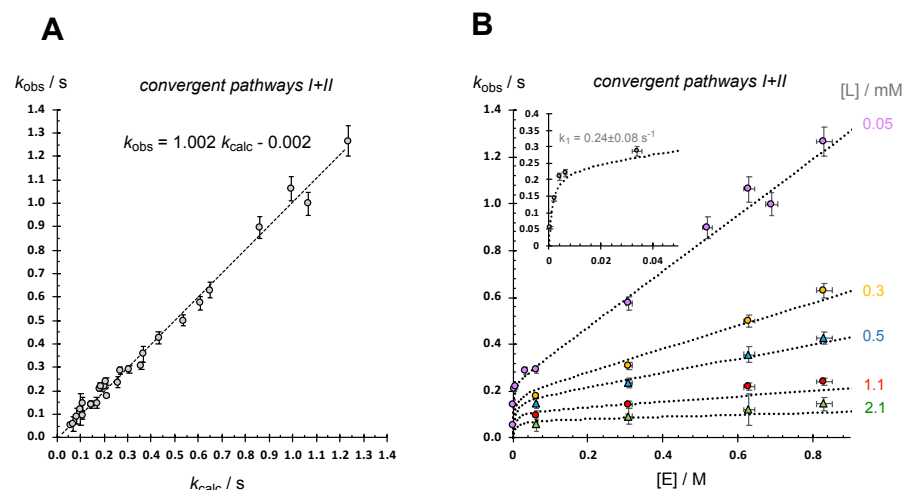 A
k_obs / s
convergent pathways I+II
k_obs = 1.002 k_calc - 0.002
1.4
1.3
1.2
1.1
1.0
0.9
0.8
0.7
0.6
0.5
0.4
0.3
0.2
0.1
0.0
0.0 0.1 0.2 0.3 0.4 0.5 0.6 0.7 0.8 0.9 1.0 1.1 1.2 1.3 1.4
k_calc / s
B
k_obs / s
convergent pathways I+II
[L] / mM
1.4
1.2
1.0
0.8
0.6
0.4
0.2
0.0
0 0.2 0.4 0.6 0.8
[E] / M
0.05
0.3
0.5
1.1
2.1
k₁ = 0.24±0.08 s⁻¹
0.4
0.35
0.3
0.25
0.2
0.15
0.1
0.05
0
0 0.02 0.04